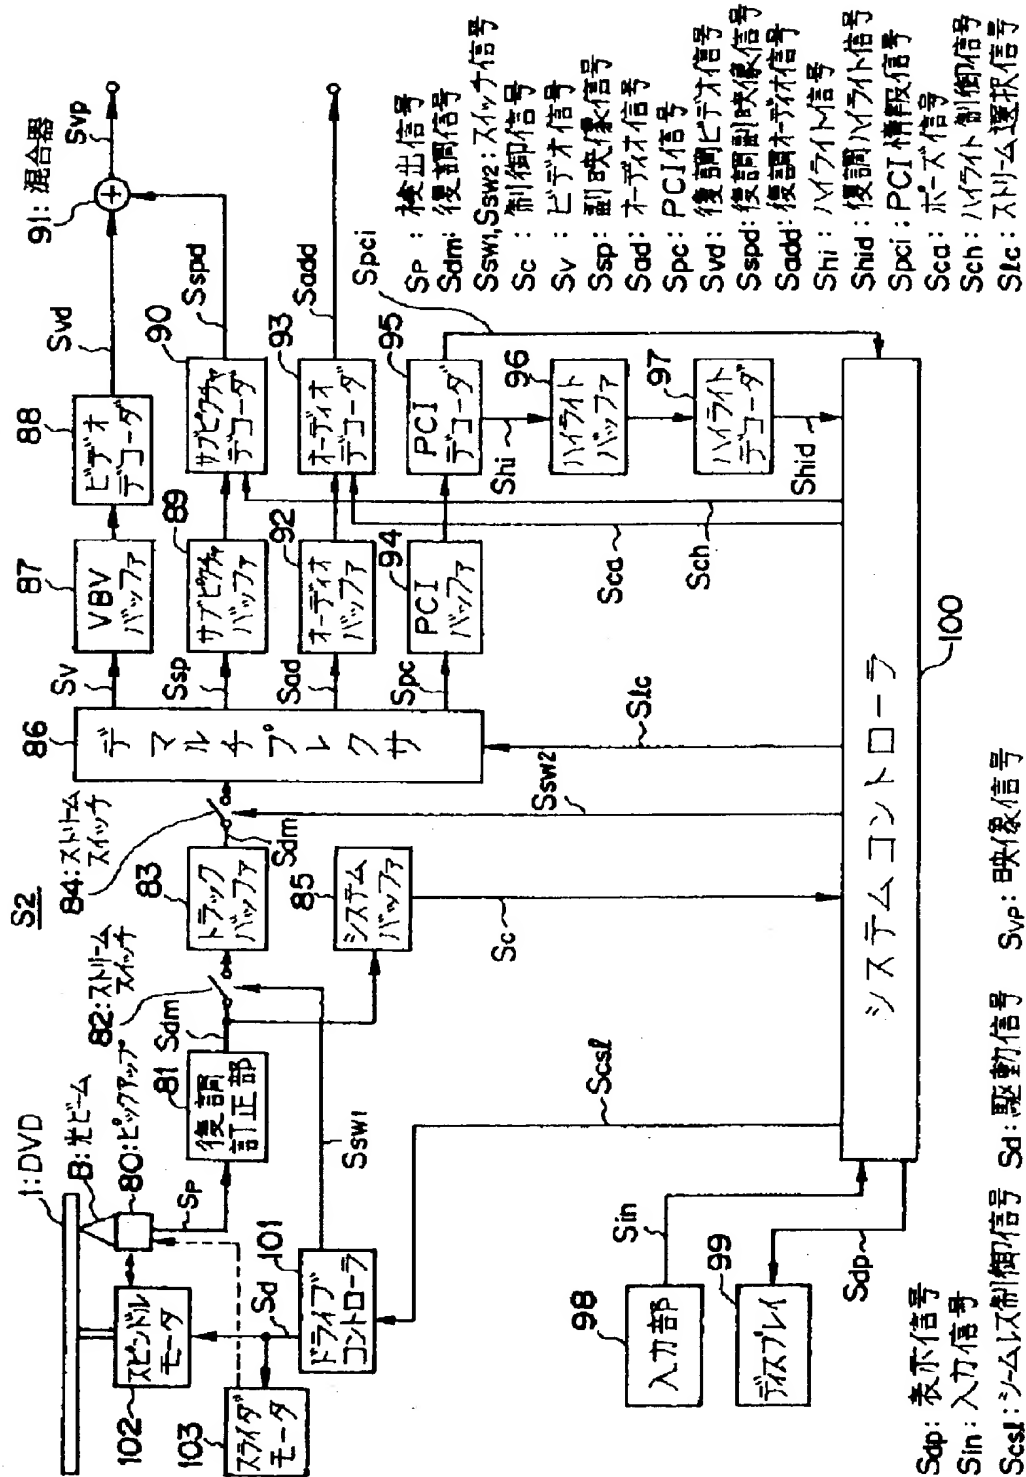 S2
1:DVD
B:光ビーム
80:ピックアップ
82:ストリーム
スイッチ
84:ストリーム
スイッチ
86
87
88
91:混合器
Svp
スピンドル
モータ
102
103
スライダ
モータ
Sp
81
復調
訂正部
Sdm
83
トラック
バッファ
Sdm
85
システム
バッファ
Sd
101
ドライブ
コントローラ
Ssw1
Sc
Ssw2
Slc
Scsl
デマルチプレクサ
Sv
VBV
バッファ
ビデオ
デコーダ
Svd
Ssp
89
サブピクチャ
バッファ
90
サブピクチャ
デコーダ
Sspd
Sad
92
オーディオ
バッファ
93
オーディオ
デコーダ
Sadd
Spc
94
PCI
バッファ
95
PCI
デコーダ
Spci
Shi
96
ハイライト
バッファ
97
ハイライト
デコーダ
Shid
Sca
Sch
98
入力部
Sin
99
ディスプレイ
Sdp
システムコントローラ
100
Sp:検出信号
Sdm:復調信号
Ssw1,Ssw2:スイッチ信号
Sc:制御信号
Sv:ビデオ信号
Ssp:副映像信号
Sad:オーディオ信号
Spc:PCI信号
Svd:復調ビデオ信号
Sspd:復調副映像信号
Sadd:復調オーディオ信号
Shi:ハイライト信号
Shid:復調ハイライト信号
Spci:PCI情報信号
Sca:ポーズ信号
Sch:ハイライト制御信号
Slc:ストリーム選択信号
Sdp:表示信号
Sin:入力信号
Scsl:シームレス制御信号 Sd:駆動信号 Svp:映像信号